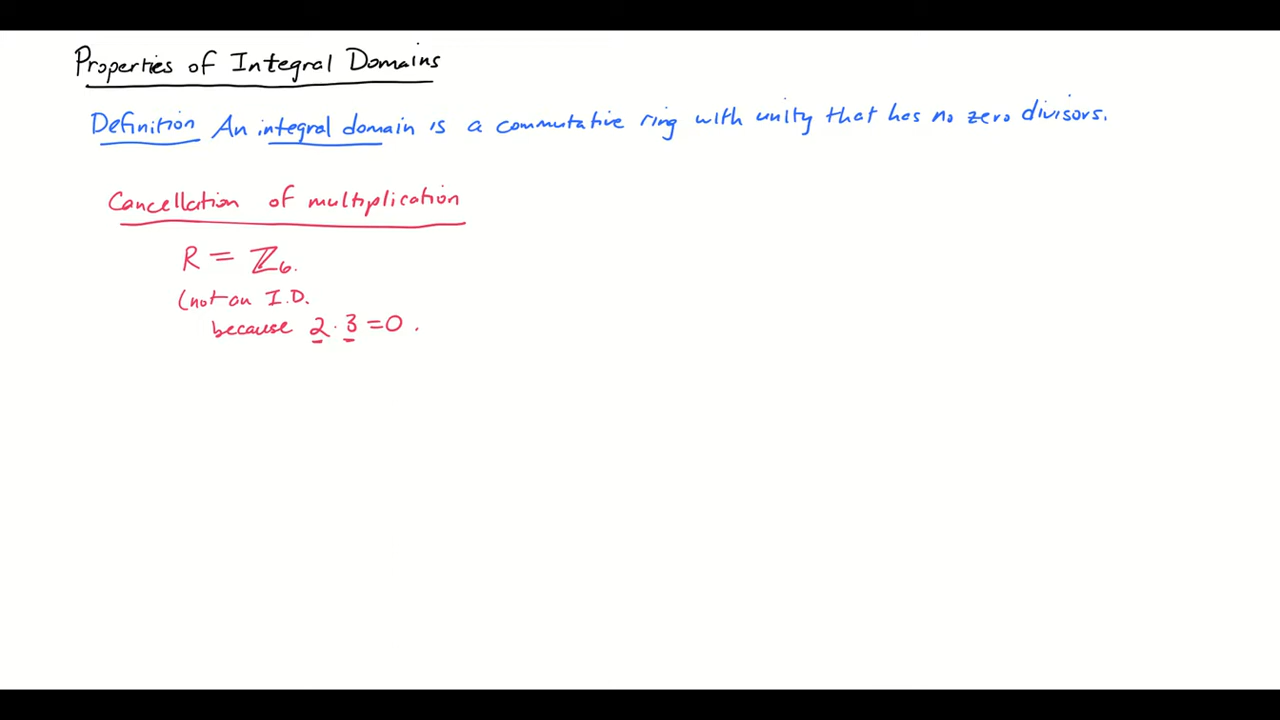 Properties of Integral Domains
Definition An integral domain is a commutative ring with unity that has no zero divisors.
Cancellation of multiplication
R = ℤ₆.
(not an I.D.
because 2 · 3 = 0 .